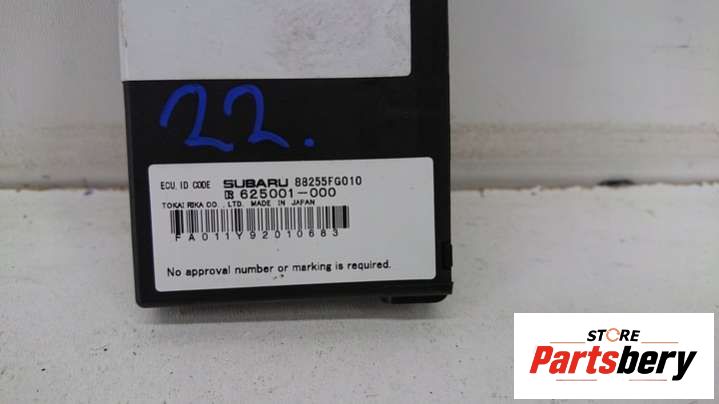 22.
ECU, ID CODE SUBARU 88255FG010
625001-000
TOKAI RIKA CO., LTD. MADE IN JAPAN
FA011Y92010683
No approval number or marking is required.
STORE
Partsbery